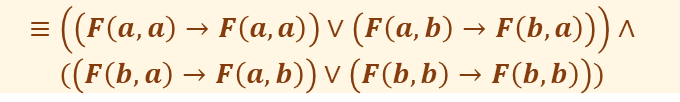 ≡ ((F(a, a) → F(a, a)) ∨ (F(a, b) → F(b, a))) ∧
((F(b, a) → F(a, b)) ∨ (F(b, b) → F(b, b)))